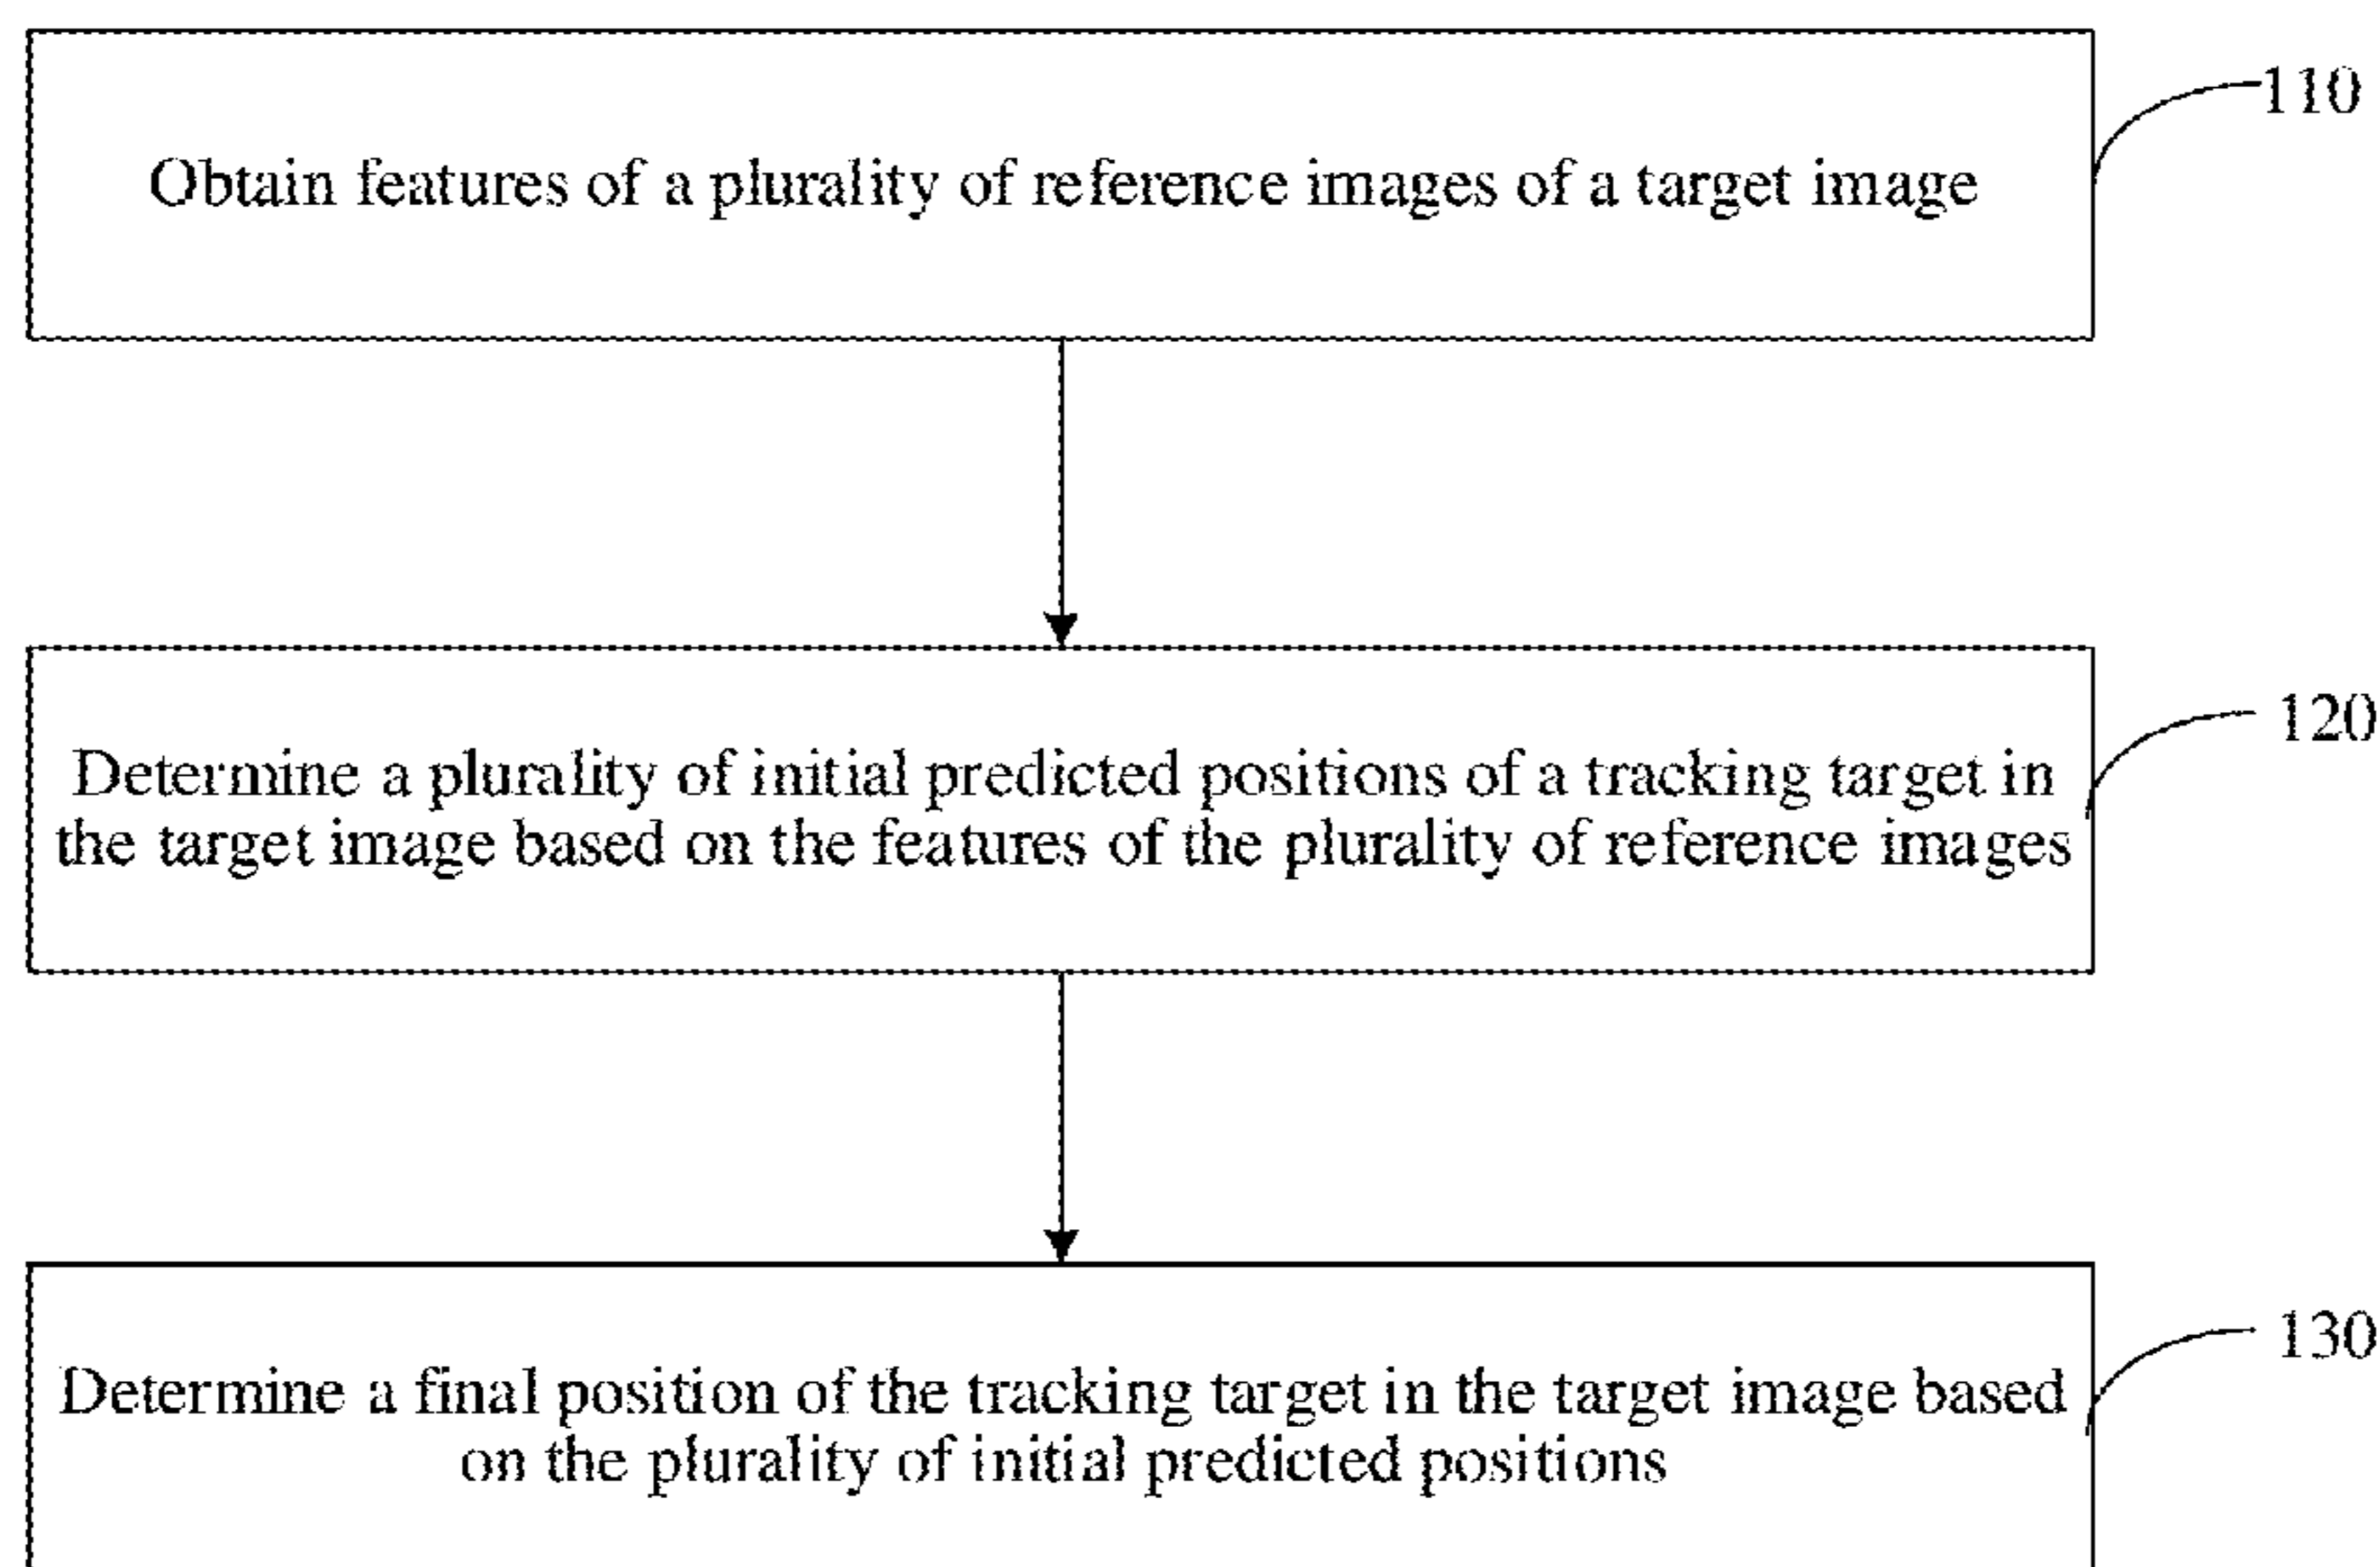 110
Obtain features of a plurality of reference images of a target image
120
Determine a plurality of initial predicted positions of a tracking target in
the target image based on the features of the plurality of reference images
130
Determine a final position of the tracking target in the target image based
on the plurality of initial predicted positions